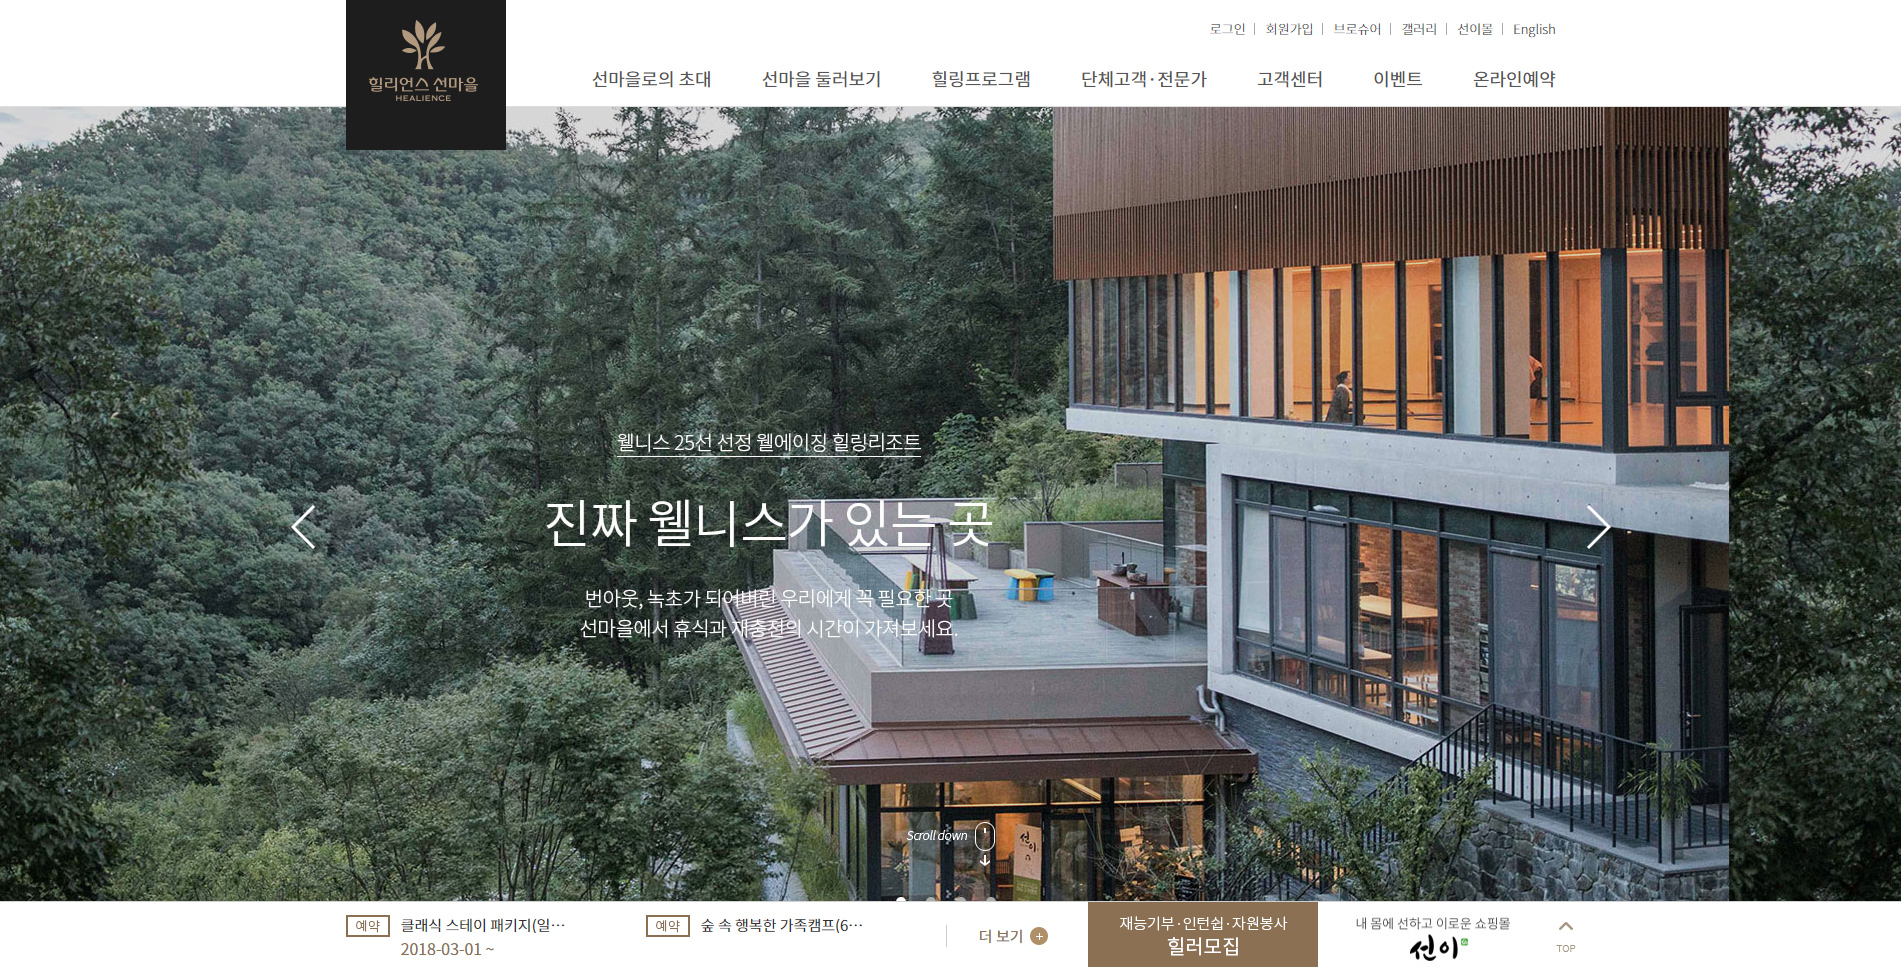 힐리언스 선마을
HEALIENCE
로그인
회원가입
브로슈어
갤러리
선이몰
English
선마을로의 초대
선마을 둘러보기
힐링프로그램
단체고객·전문가
고객센터
이벤트
온라인예약
웰니스 25선 선정 웰에이징 힐링리조트
진짜 웰니스가 있는 곳
번아웃, 녹초가 되어버린 우리에게 꼭 필요한 곳
선마을에서 휴식과 재충전의 시간이 가져보세요.
Scroll down
선이
예약
클래식 스테이 패키지(일…
2018-03-01 ~
예약
숲 속 행복한 가족캠프(6…
더 보기
재능기부·인턴쉽·자원봉사
힐러모집
내 몸에 선하고 이로운 쇼핑몰
선이
TOP